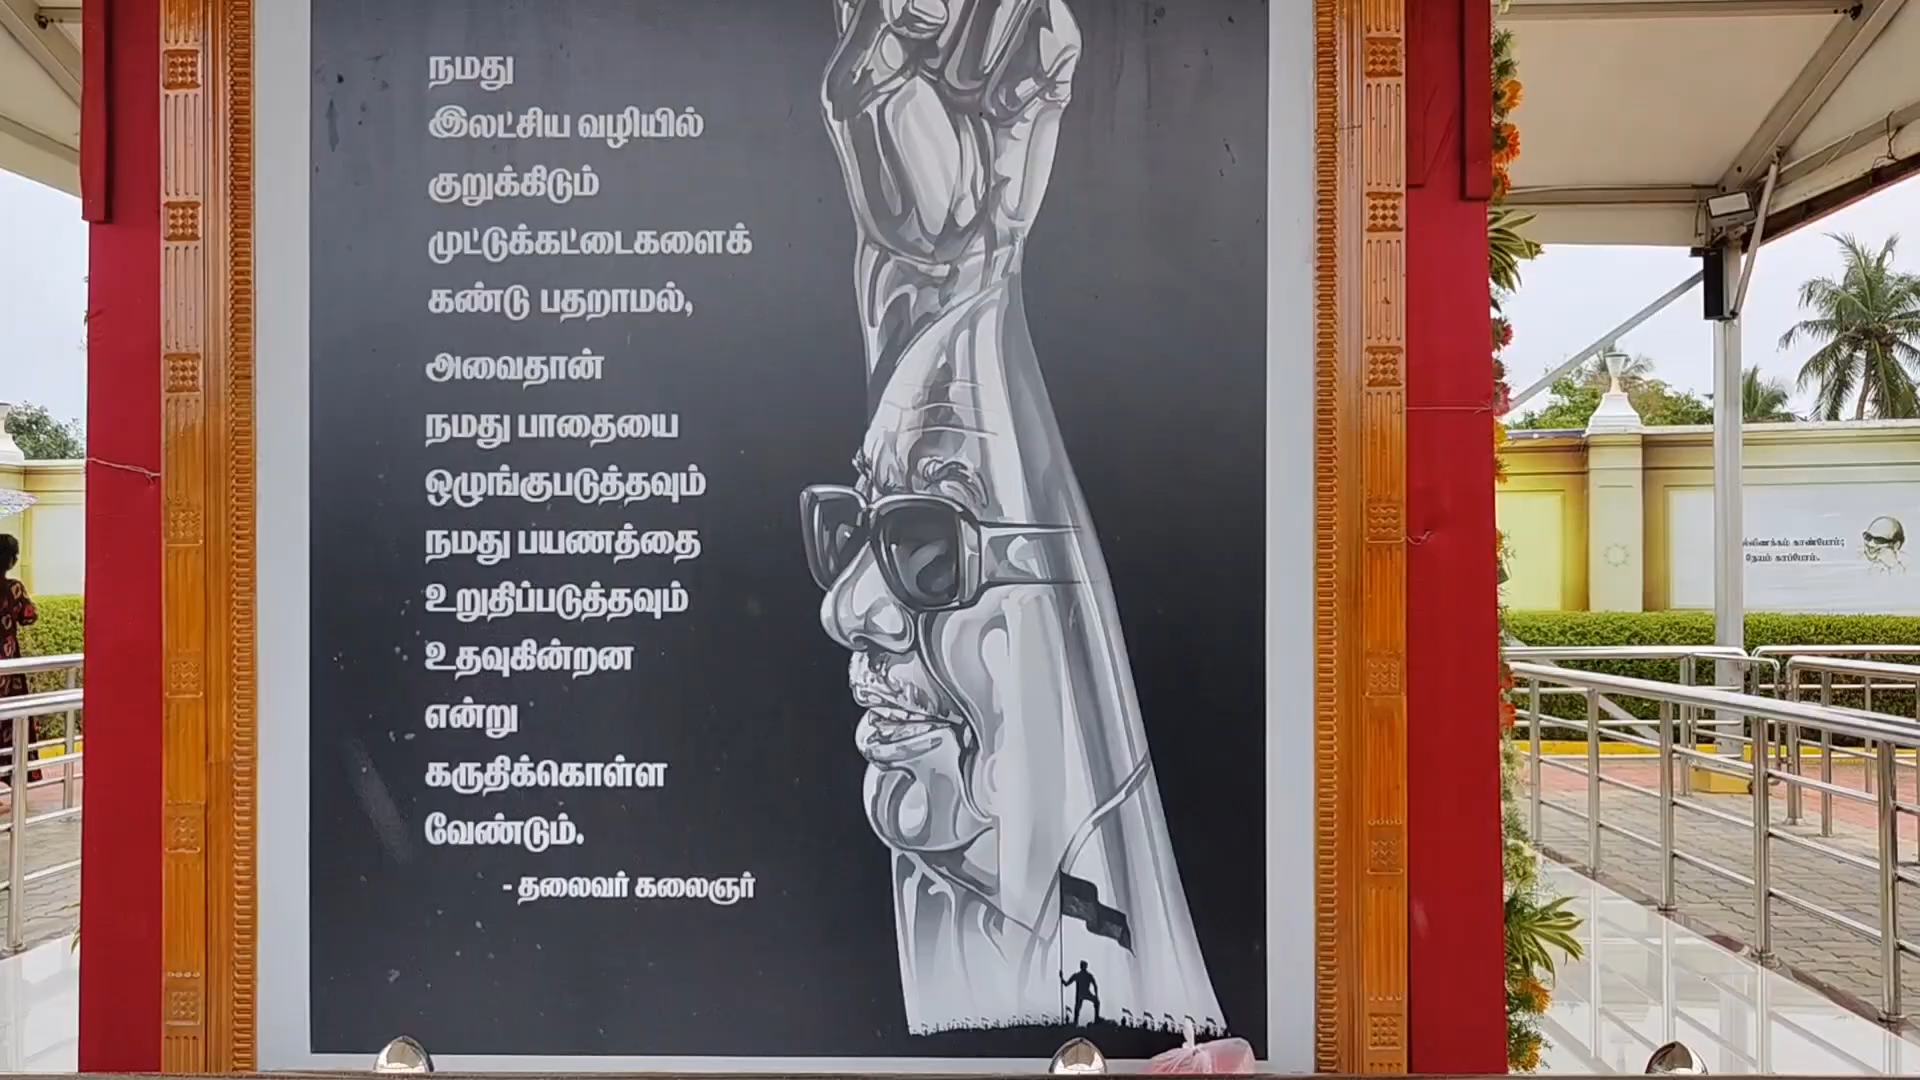 நமது
இலட்சிய வழியில்
குறுக்கிடும்
முட்டுக்கட்டைகளைக்
கண்டு பதறாமல்,
அவைதான்
நமது பாதையை
ஒழுங்குபடுத்தவும்
நமது பயணத்தை
உறுதிப்படுத்தவும்
உதவுகின்றன
என்று
கருதிக்கொள்ள
வேண்டும்.
- தலைவர் கலைஞர்
காண்போம்;
நேயம் காப்போம்.